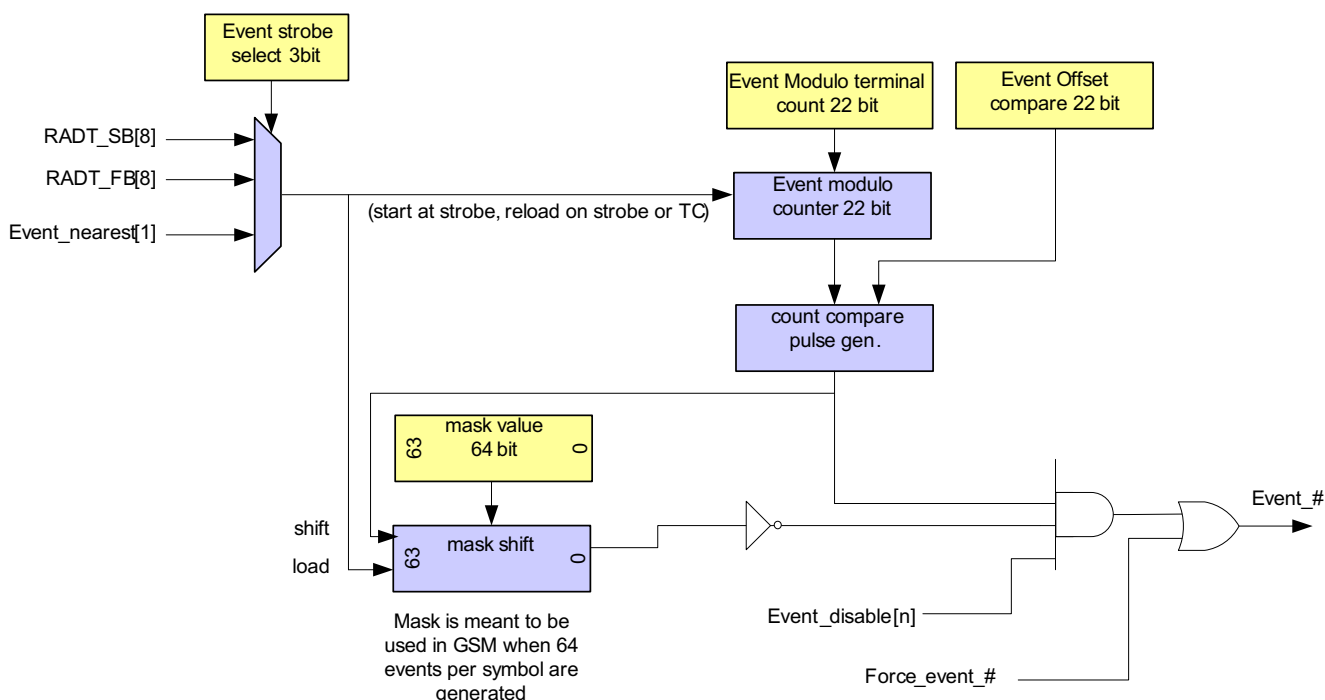 Event strobe
select 3bit
Event Modulo terminal
count 22 bit
Event Offset
compare 22 bit
RADT_SB[8]
RADT_FB[8]
Event_nearest[1]
(start at strobe, reload on strobe or TC)
Event modulo
counter 22 bit
count compare
pulse gen.
mask value
64 bit
63
0
shift
load
mask shift
63
0
Mask is meant to be
used in GSM when 64
events per symbol are
generated
Event_#
Event_disable[n]
Force_event_#